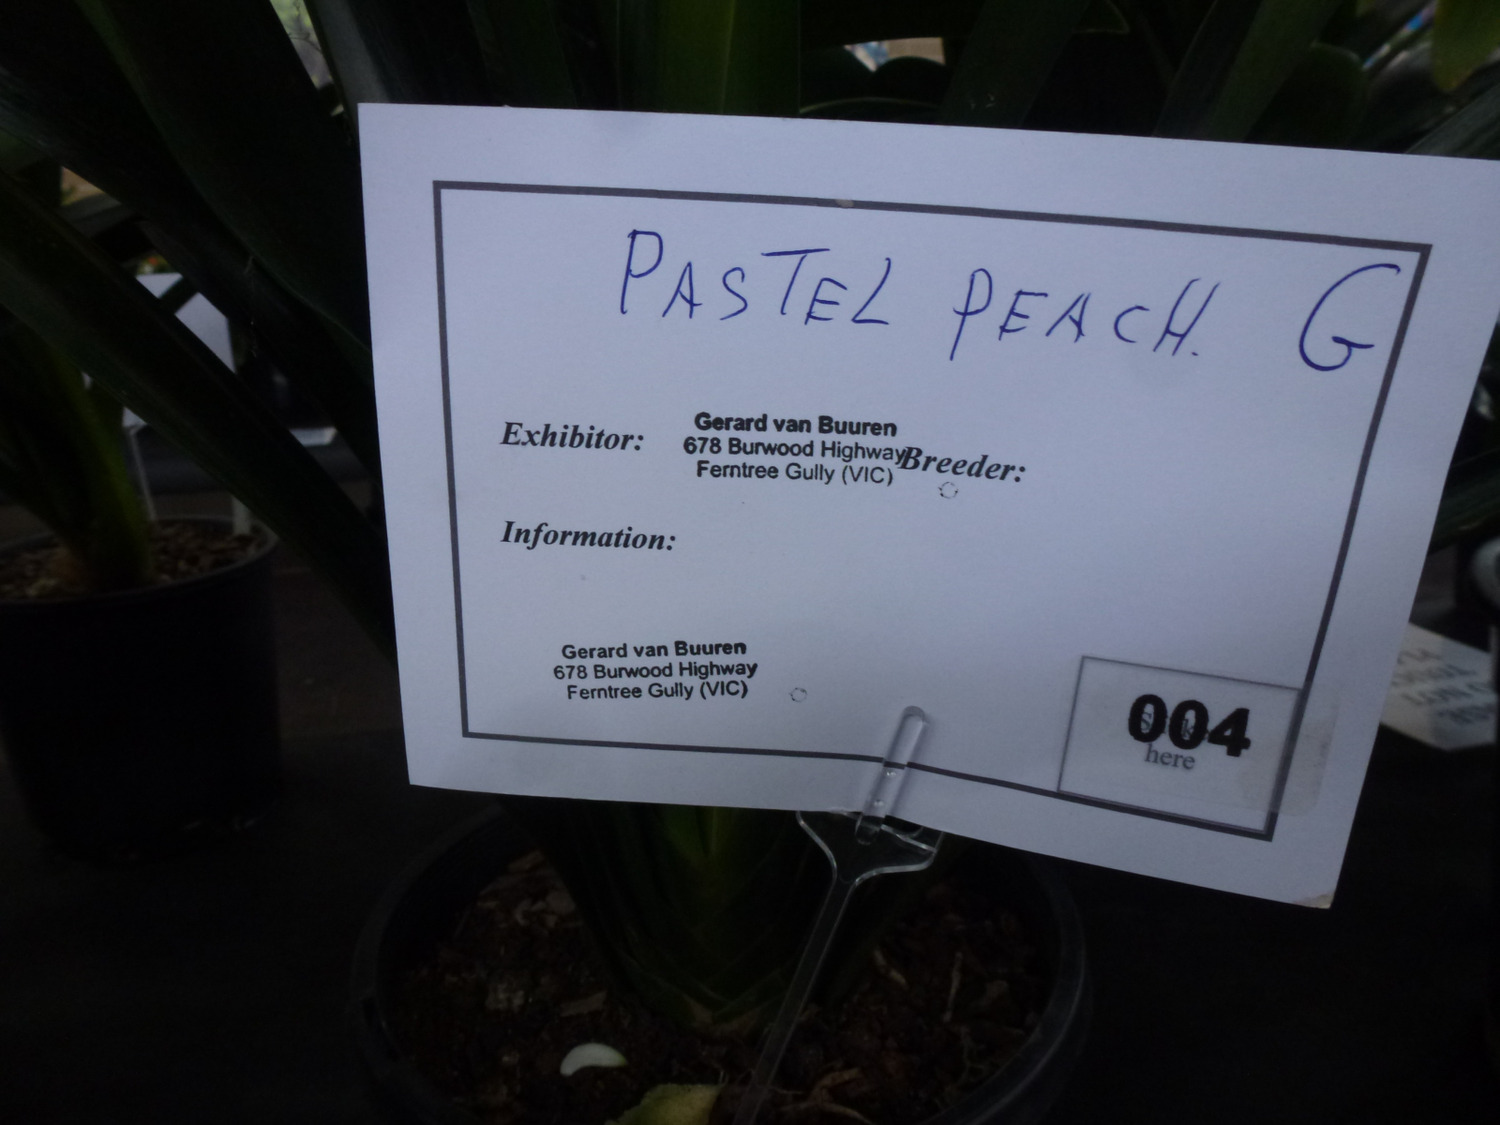 PASTEL PEACH. G
Exhibitor:
Gerard van Buuren
678 Burwood Highway
Ferntree Gully (VIC)
Breeder:
Information:
Gerard van Buuren
678 Burwood Highway
Ferntree Gully (VIC)
004
here